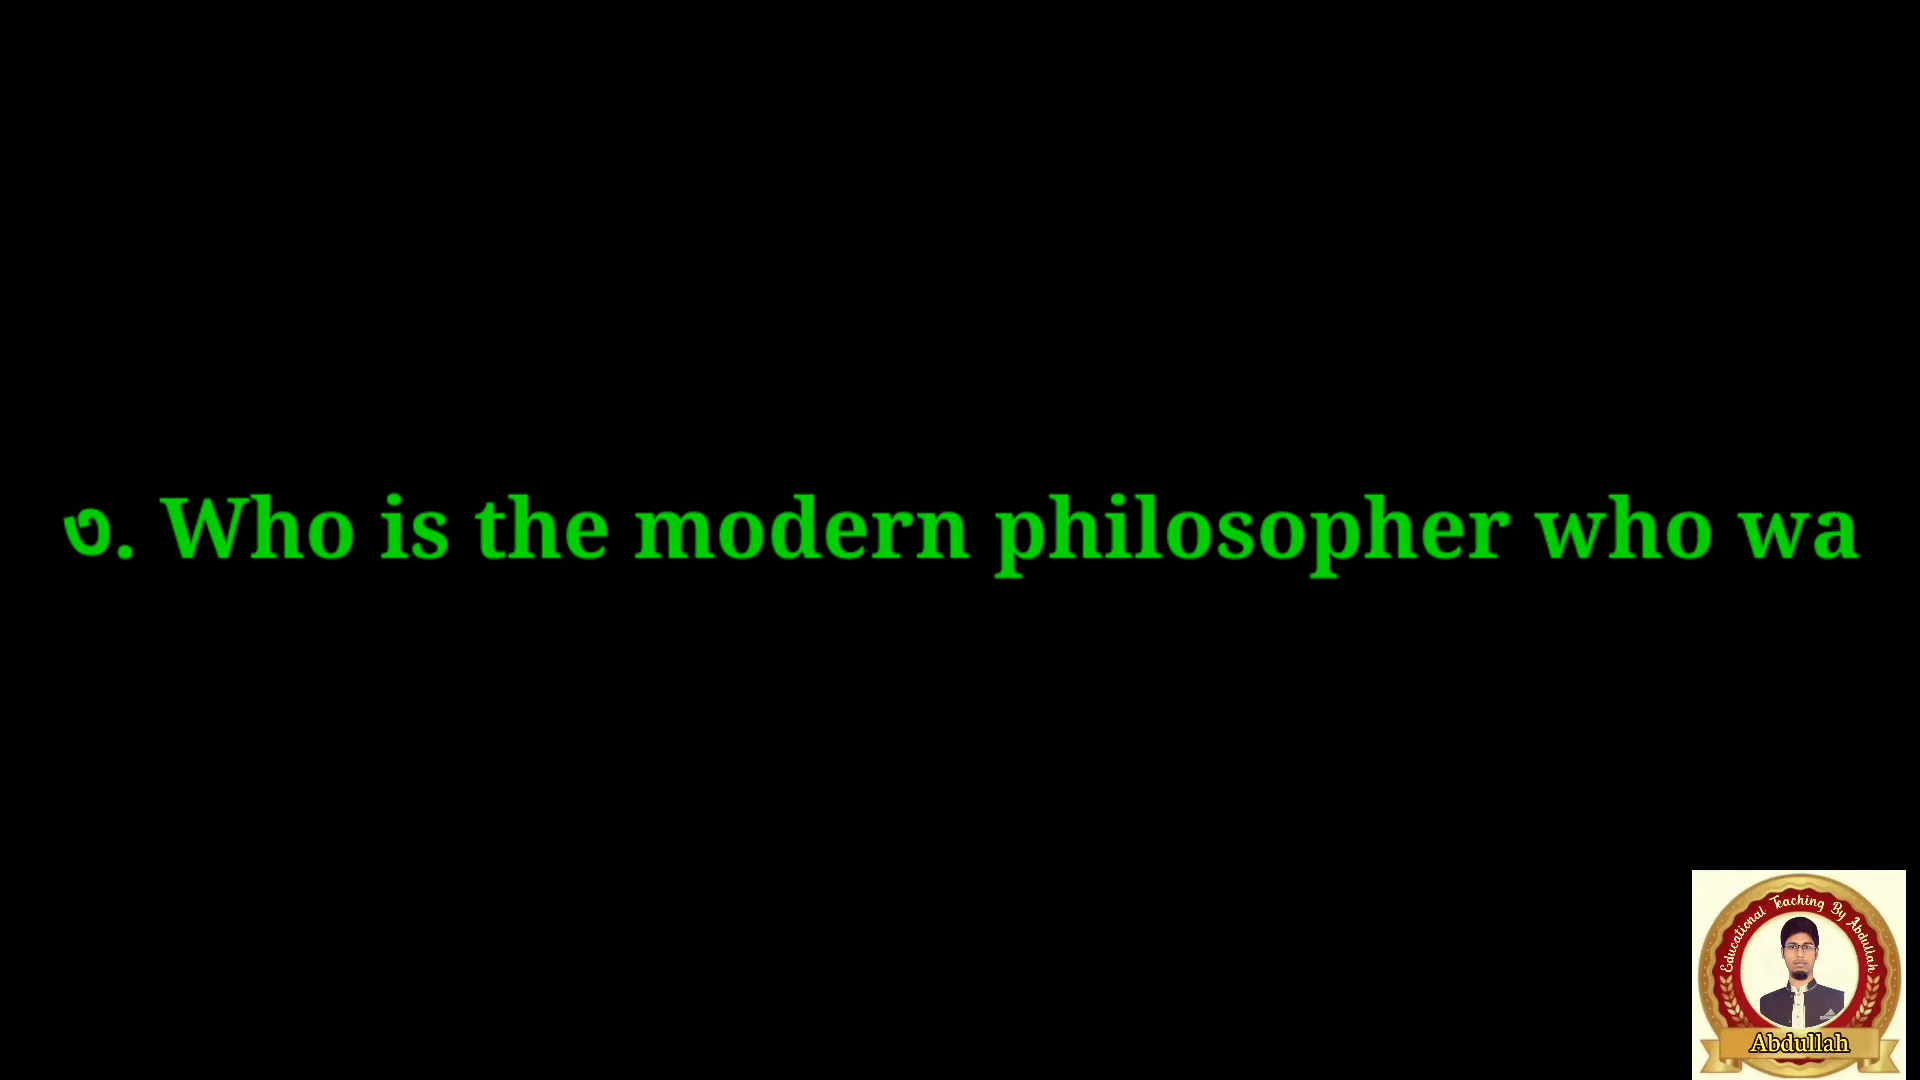 ৩. Who is the modern philosopher who wa
Educational Teaching By Abdullah
Abdullah